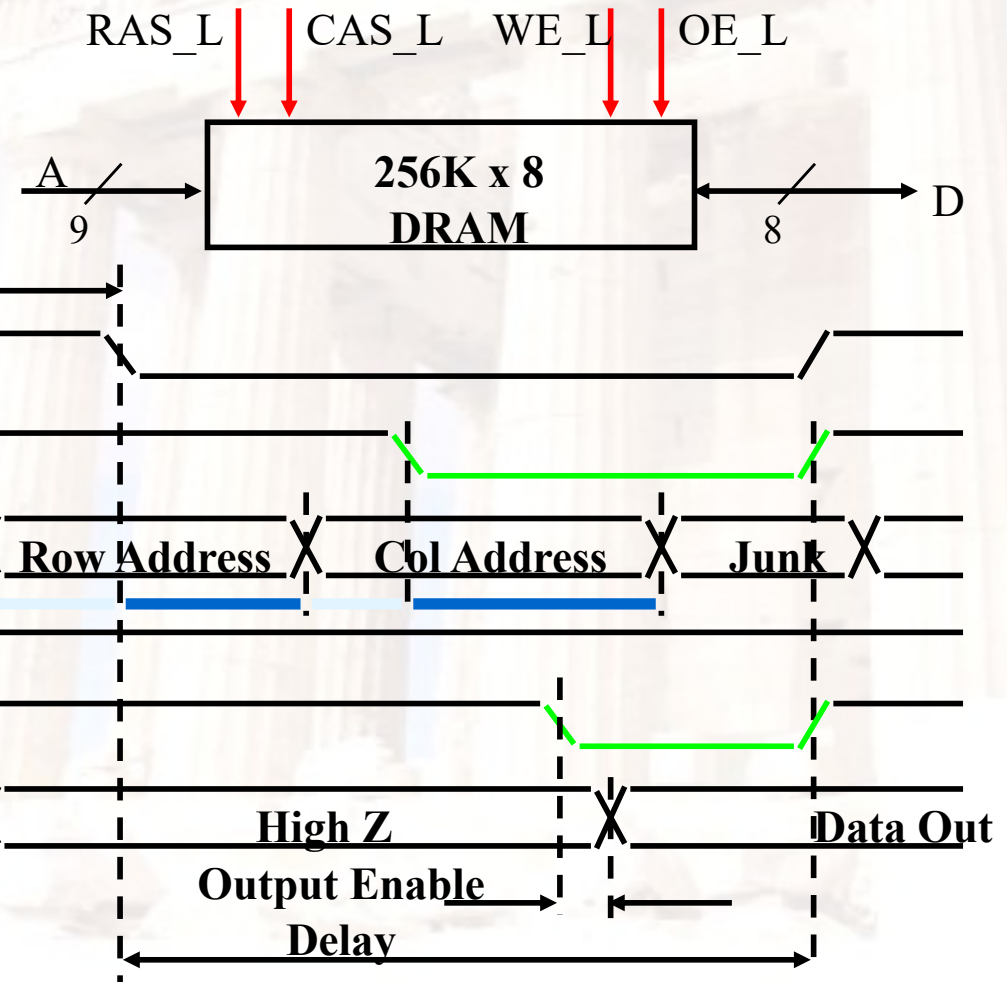 RAS_L CAS_L WE_L OE_L
256K x 8
DRAM
A
9
8
D
Row Address Col Address Junk
High Z Data Out
Output Enable
Delay